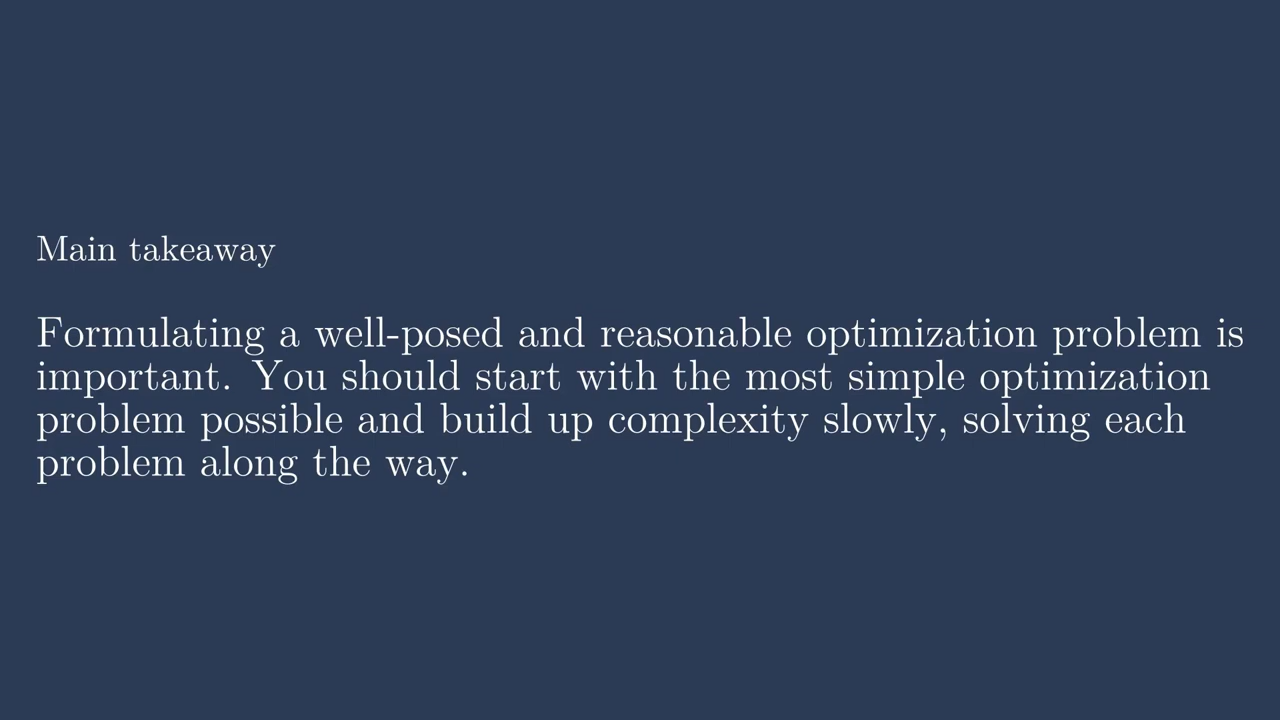 Main takeaway
Formulating a well-posed and reasonable optimization problem is
important. You should start with the most simple optimization
problem possible and build up complexity slowly, solving each
problem along the way.